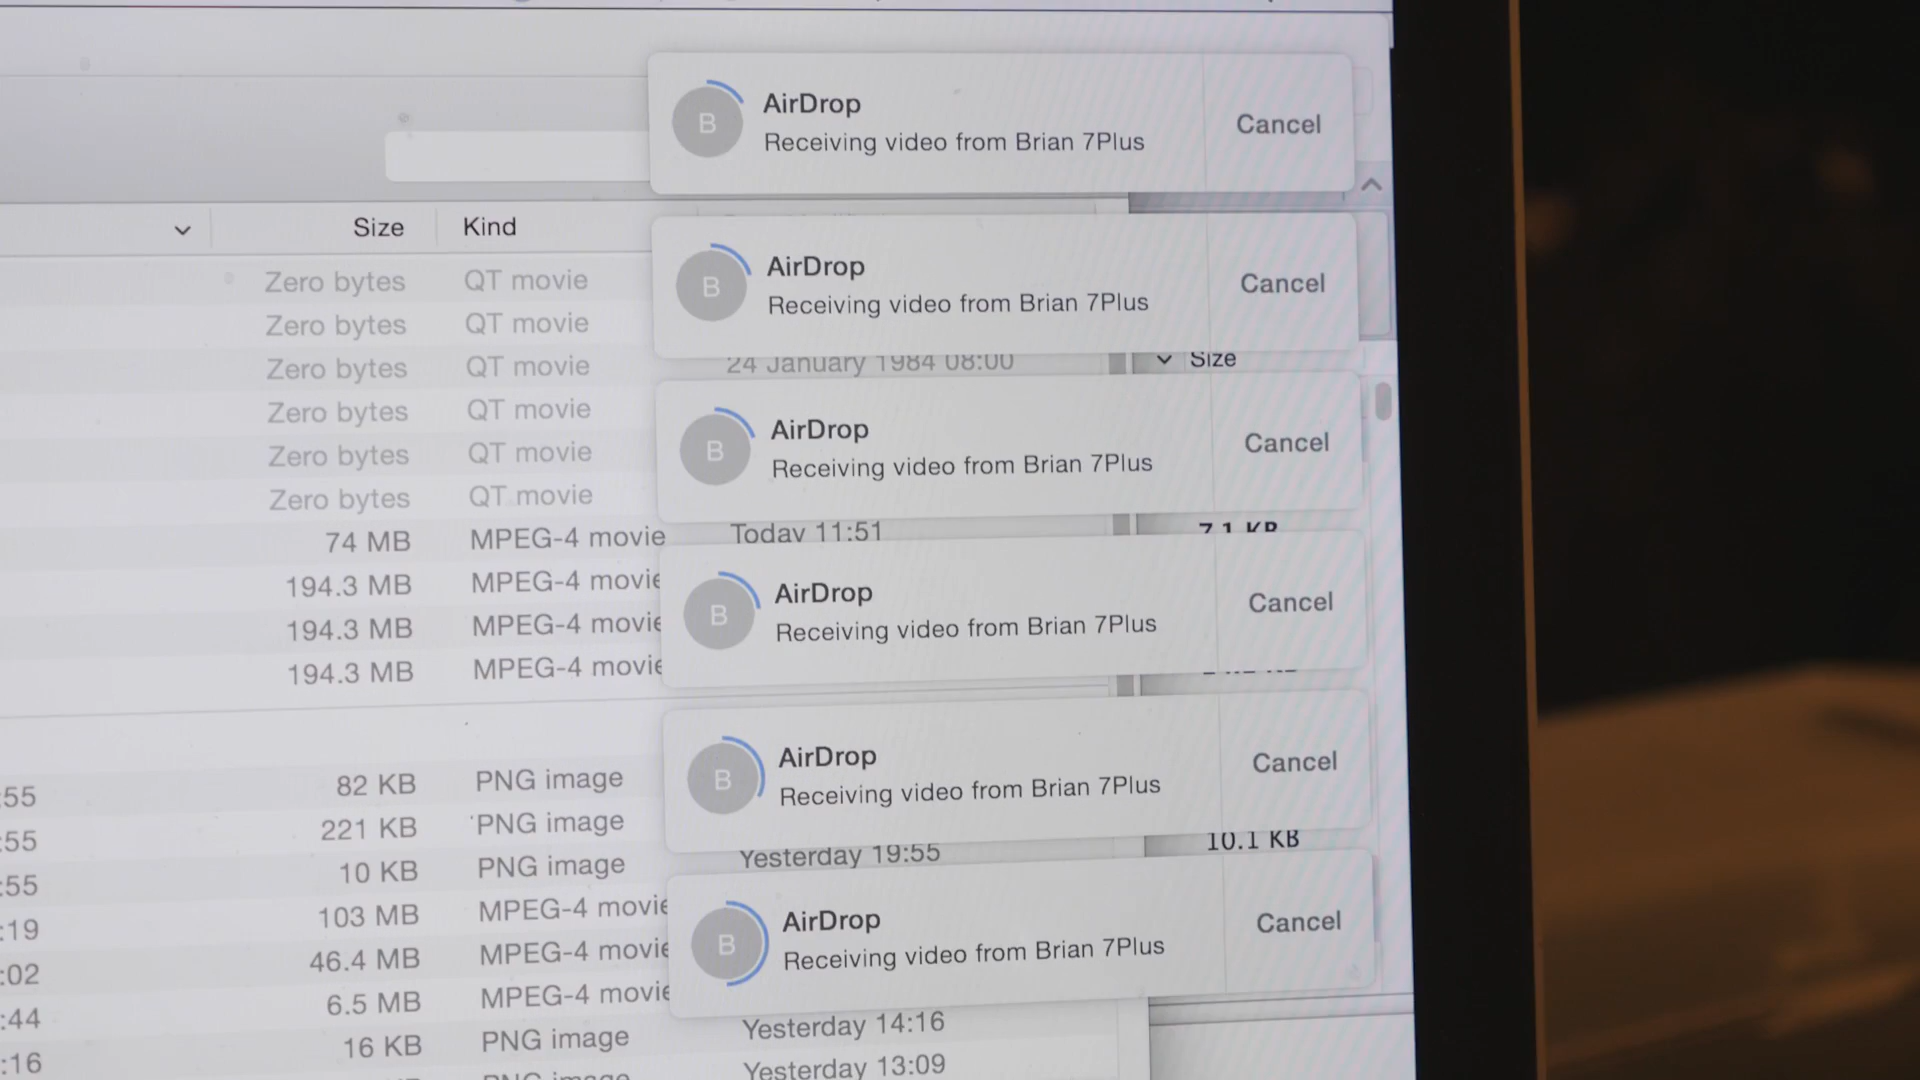 B
AirDrop
Receiving video from Brian 7Plus
Cancel
B
AirDrop
Receiving video from Brian 7Plus
Cancel
B
AirDrop
Receiving video from Brian 7Plus
Cancel
B
AirDrop
Receiving video from Brian 7Plus
Cancel
B
AirDrop
Receiving video from Brian 7Plus
Cancel
B
AirDrop
Receiving video from Brian 7Plus
Cancel
Size Kind
Zero bytes QT movie
Zero bytes QT movie
Zero bytes QT movie 24 January 1984 08:00
Zero bytes QT movie
Zero bytes QT movie
Zero bytes QT movie
74 MB MPEG-4 movie Today 11:51
194.3 MB MPEG-4 movie
194.3 MB MPEG-4 movie
194.3 MB MPEG-4 movie
:55 82 KB PNG image
:55 221 KB PNG image Yesterday 19:55
:55 10 KB PNG image
:19 103 MB MPEG-4 movie
:02 46.4 MB MPEG-4 movie
:44 6.5 MB MPEG-4 movie Yesterday 14:16
:16 16 KB PNG image Yesterday 13:09
PNG image
Size
7.1 KB
10.1 KB